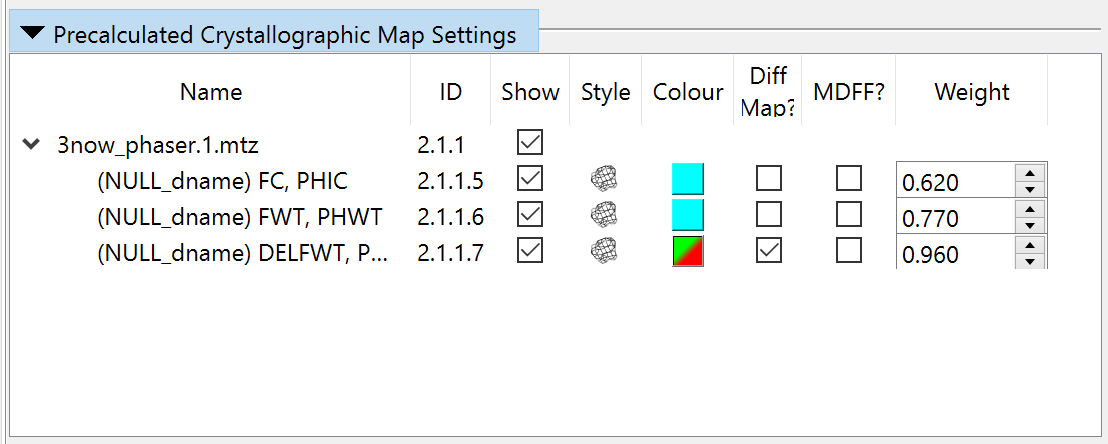 Precalculated Crystallographic Map Settings
Name ID Show Style Colour Diff Map? MDFF? Weight
3now_phaser.1.mtz 2.1.1
(NULL_dname) FC, PHIC 2.1.1.5 0.620
(NULL_dname) FWT, PHWT 2.1.1.6 0.770
(NULL_dname) DELFWT, P... 2.1.1.7 0.960